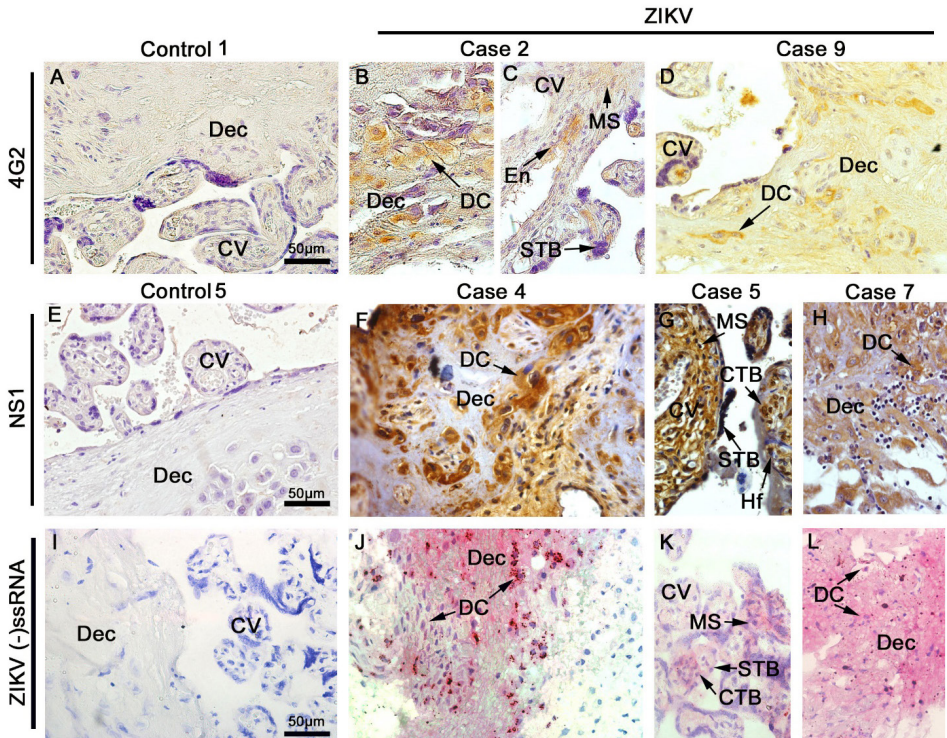 ZIKV
Control 1
Case 2
Case 9
4G2
A
Dec
CV
50µm
B
Dec
DC
C
CV
MS
En
STB
D
CV
Dec
DC
Control 5
Case 4
Case 5
Case 7
NS1
E
CV
Dec
50µm
F
DC
Dec
G
MS
CTB
CV
STB
Hf
H
DC
Dec
ZIKV (-)ssRNA
I
Dec
CV
50µm
J
Dec
DC
K
CV
MS
STB
CTB
L
DC
Dec